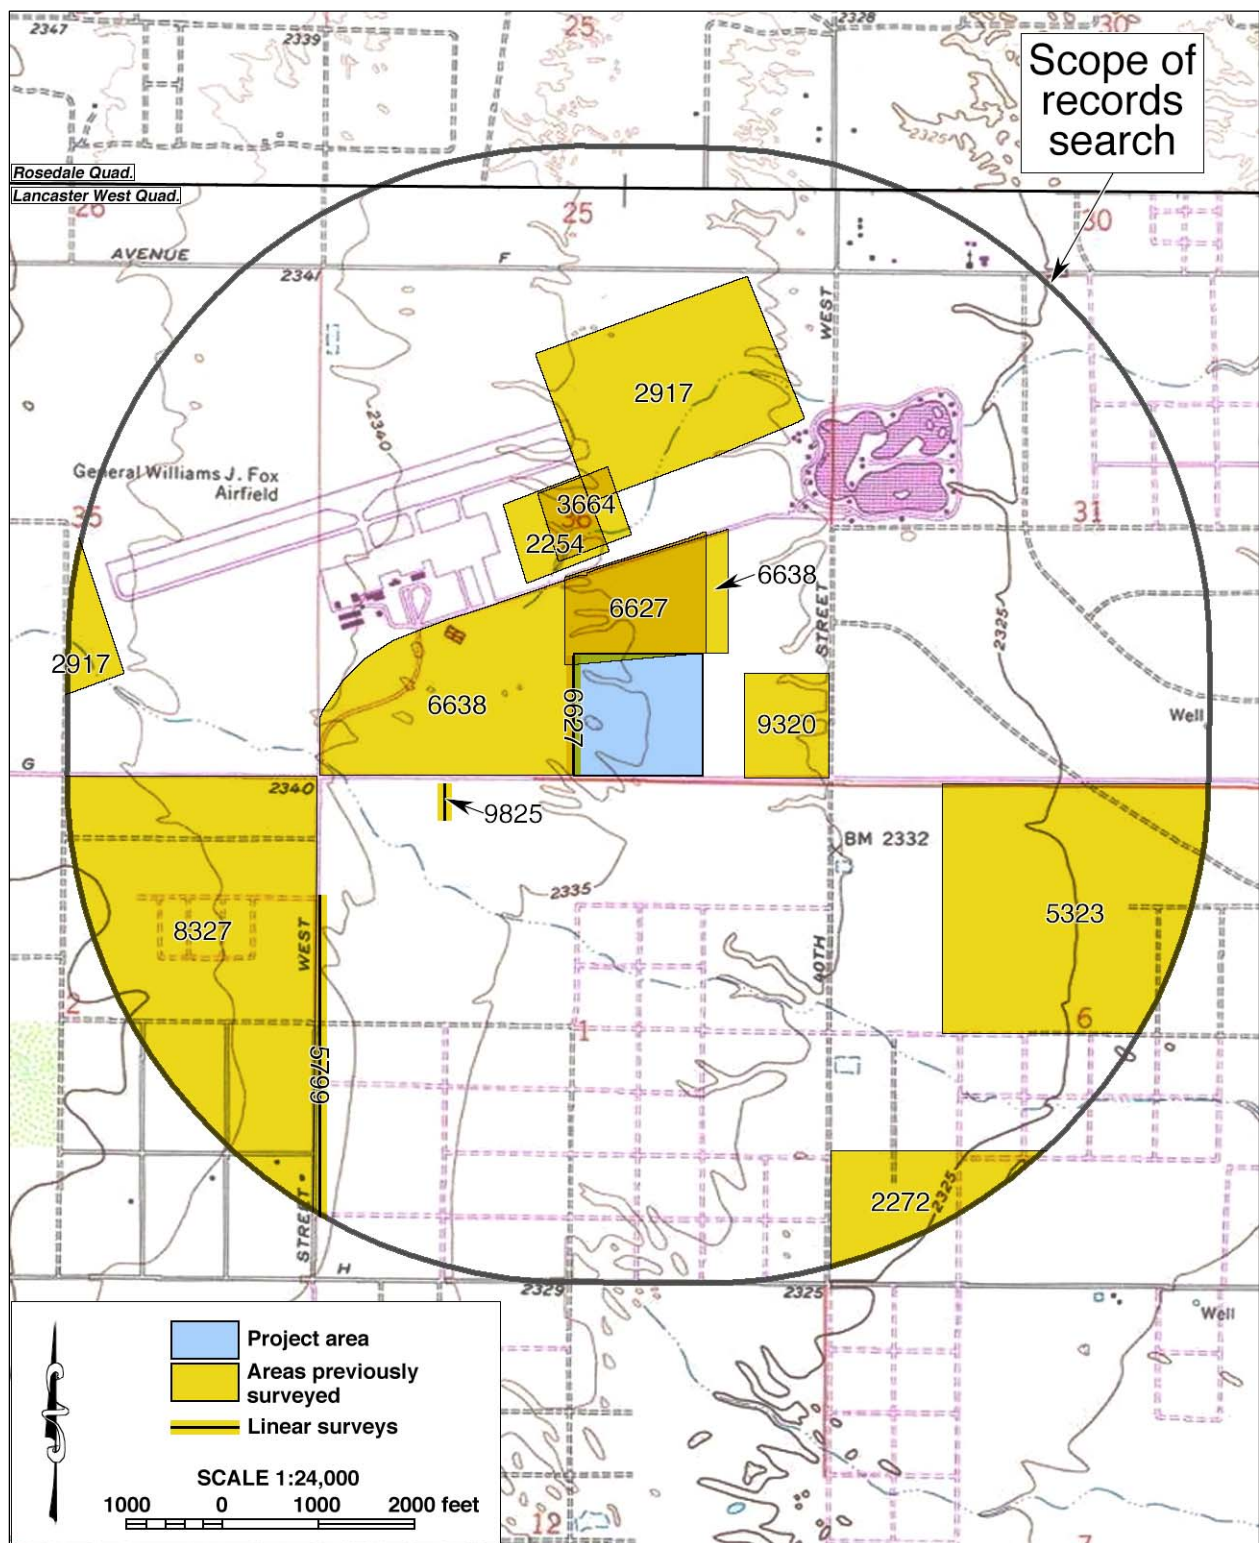 2347
2339
25
2328
30
Scope of
records
search
2325
Rosedale Quad.
Lancaster West Quad.
26
25
30
AVENUE
F
2341
WEST
2917
2340
General Williams J. Fox
Airfield
35
3664
36
31
2254
6638
6627
STREET
2325
2917
6638
6627
9320
Well
G
2340
9825
BM 2332
2335
5323
8327
WEST
40TH
2
1
6
5799
2272
2325
STREET
H
2329
2325
Well
Project area
Areas previously
surveyed
Linear surveys
SCALE 1:24,000
1000 0 1000 2000 feet
12
7